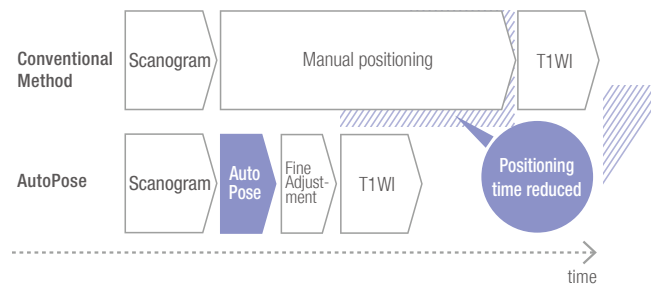 Conventional
Method
Scanogram
Manual positioning
T1WI
AutoPose
Scanogram
Auto
Pose
Fine
Adjust-
ment
T1WI
Positioning
time reduced
time